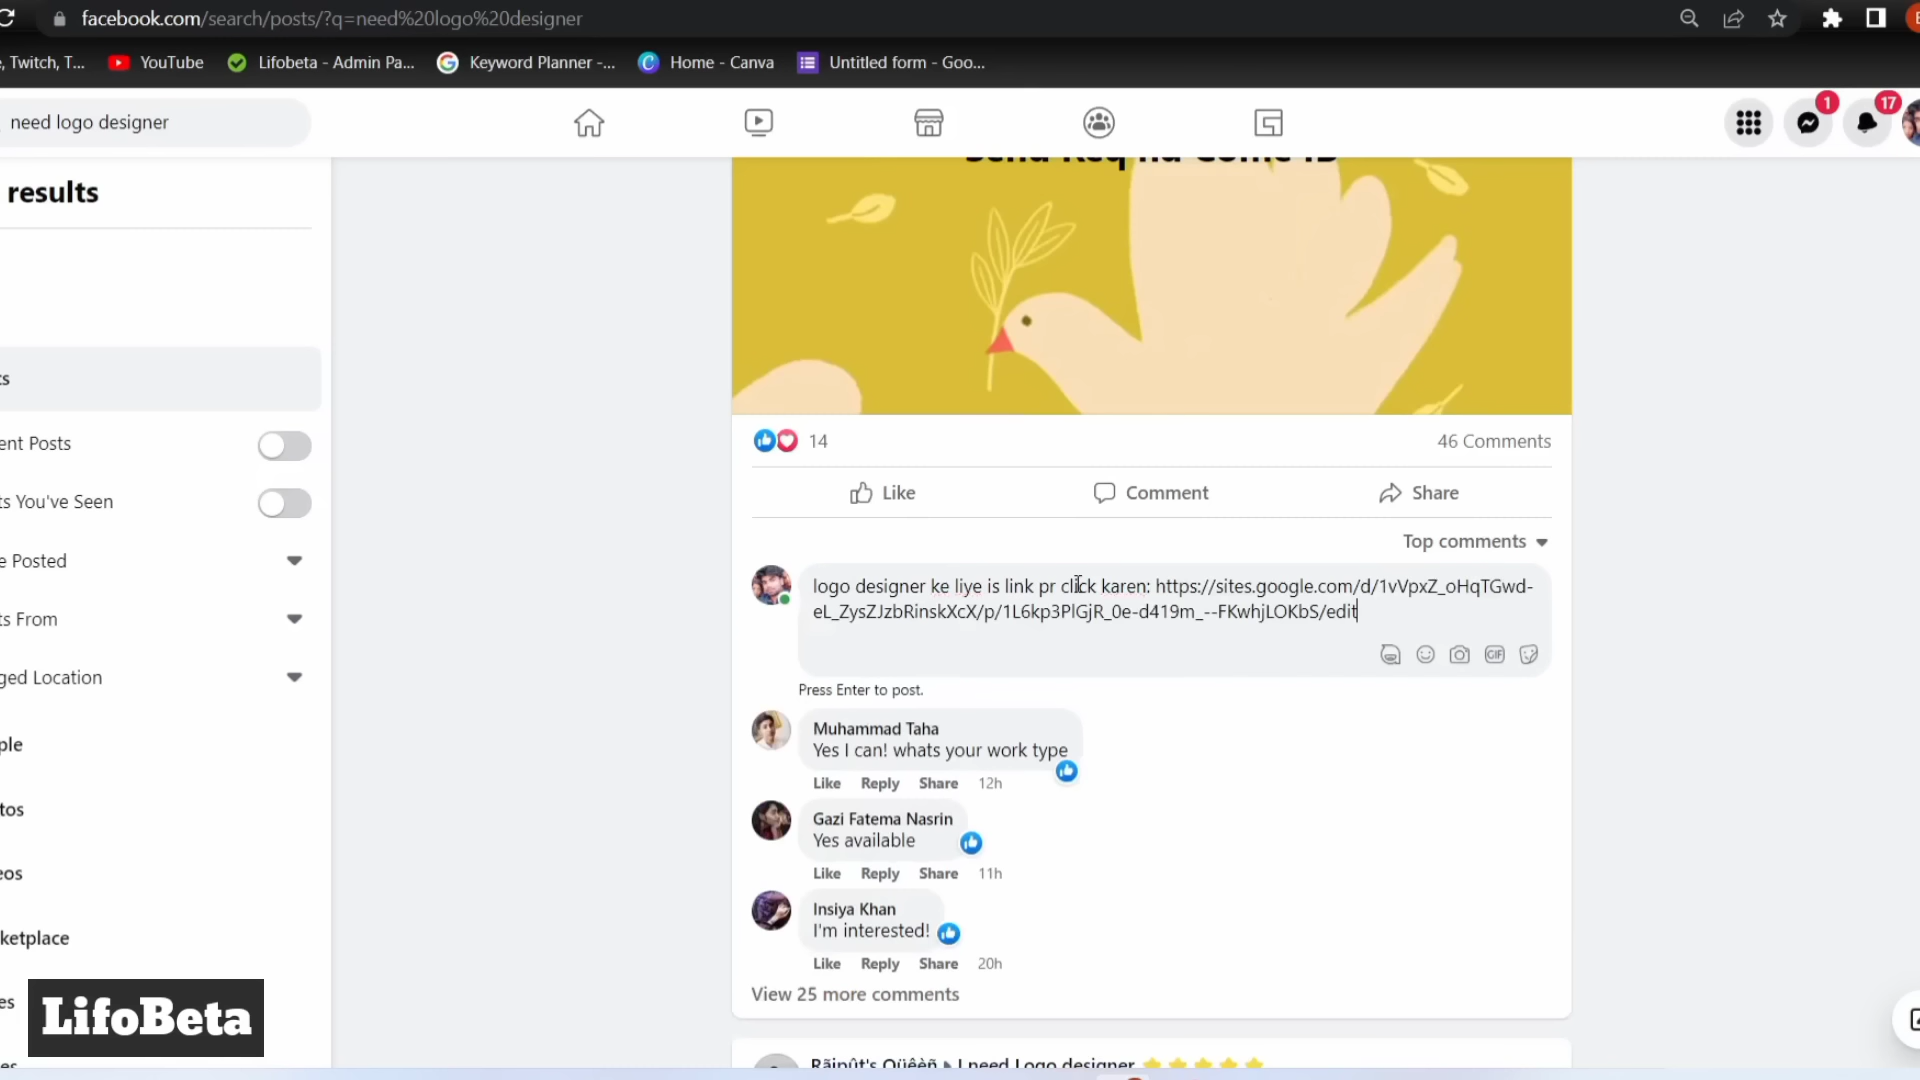 facebook.com/search/posts/?q=need%20logo%20designer
, Twitch, T...
YouTube
Lifobeta - Admin Pa...
Keyword Planner -...
Home - Canva
Untitled form - Goo...
need logo designer
1
17
results
ent Posts
ts You've Seen
e Posted
ts From
ged Location
ple
tos
eos
ketplace
14
46 Comments
Like
Comment
Share
Top comments
logo designer ke liye is link pr click karen: https://sites.google.com/d/1vVpxZ_oHqTGwd-
eL_ZysZJzbRinskXcX/p/1L6kp3PlGjR_0e-d419m_--FKwhjLOKbS/edit
GIF
Press Enter to post.
Muhammad Taha
Yes I can! whats your work type
Like Reply Share 12h
Gazi Fatema Nasrin
Yes available
Like Reply Share 11h
Insiya Khan
I'm interested!
Like Reply Share 20h
View 25 more comments
LifoBeta
I need Logo designer